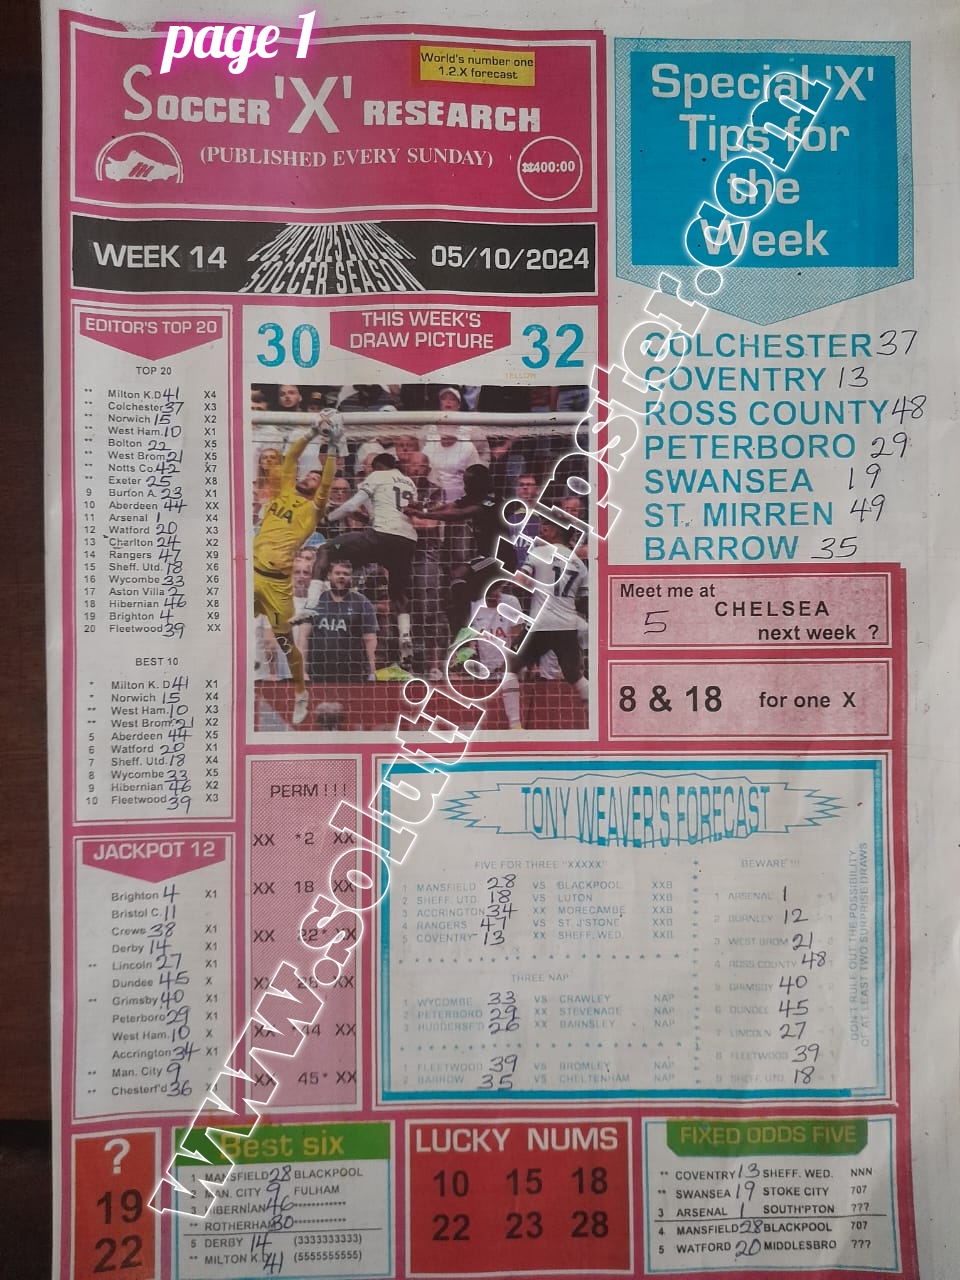 page 1
World's number one
1.2.X forecast
SOCCER 'X' RESEARCH
(PUBLISHED EVERY SUNDAY)
₦400:00
WEEK 14
2024/2025 ENGLISH
SOCCER SEASON
05/10/2024
Special 'X'
Tips for
the
Week
COLCHESTER 37
COVENTRY 13
ROSS COUNTY 48
PETERBORO 29
SWANSEA 19
ST. MIRREN 49
BARROW 35
Meet me at
5 CHELSEA
next week ?
8 & 18 for one X
EDITOR'S TOP 20
TOP 20
** Milton K.D 41 X4
** Colchester 37 X3
** Norwich 15 X2
** West Ham 10 X1
** Bolton 22 X5
** West Brom 21 X5
** Notts Co 42 X7
** Exeter 25 X8
9 Burton A. 23 X1
10 Aberdeen 44 XX
11 Arsenal 1 X4
12 Watford 20 X3
13 Charlton 24 X2
14 Rangers 47 X9
15 Sheff. Utd. 18 X6
16 Wycombe 33 X6
17 Aston Villa 2 X7
18 Hibernian 46 X8
19 Brighton 4 X9
20 Fleetwood 39 XX
BEST 10
* Milton K. D 41 X1
* Norwich 15 X4
** West Ham. 10 X3
** West Brom. 21 X2
5 Aberdeen 44 X5
6 Watford 20 X1
7 Sheff. Utd. 18 X4
8 Wycombe 33 X5
9 Hibernian 46 X2
10 Fleetwood 39 X3
30 THIS WEEK'S
DRAW PICTURE 32
YELLOW
AIA
19
17
AIA
JACKPOT 12
Brighton 4 X1
Bristol C. 11
Crews 38 X1
Derby 14 X1
** Lincoln 27 X1
Dundee 45 X
** Grimsby 40 X1
Peterboro 29 X1
West Ham. 10 X
Accrington 34 X1
** Man. City 9
** Chesterf'd 36
PERM ! ! !
XX *2 XX
XX 18 XX
XX 22* XX
XX
XX *44 XX
XX 45* XX
TONY WEAVER'S FORECAST
FIVE FOR THREE "XXXXX"
1 MANSFIELD 28 VS BLACKPOOL XXB
2 SHEFF. UTD. 18 VS LUTON XXB
3 ACCRINGTON 34 XX MORECAMBE XXB
4 RANGERS 47 VS ST. J'STONE XXB
5 COVENTRY 13 XX SHEFF. WED. XXB
THREE NAP
1 WYCOMBE 33 VS CRAWLEY NAP
2 PETERBORO 29 XX STEVENAGE NAP
3 HUDDERSF'D 26 XX BARNSLEY NAP
1 FLEETWOOD 39 VS BROMLEY NAP
2 BARROW 35 VS CHELTENHAM NAP
BEWARE !!!
1 ARSENAL 1
2 BURNLEY 12
3 WEST BROM 21
4 ROSS COUNTY 48
5 GRIMSBY 40
6 DUNDEE 45
7 LINCOLN 27
8 FLEETWOOD 39
9 SHEFF. UTD. 18
DON'T RULE OUT THE POSSIBILITY
OF AT LEAST TWO SURPRISE DRAWS
?
19
22
Best six
1 MANSFIELD 28 BLACKPOOL
2 MAN. CITY 9 FULHAM
3 HIBERNIAN 46 ************
** ROTHERHAM 30 ************
5 DERBY 14 (3333333333)
** MILTON K. 41 (5555555555)
LUCKY NUMS
10 15 18
22 23 28
FIXED ODDS FIVE
** COVENTRY 13 SHEFF. WED. NNN
** SWANSEA 19 STOKE CITY 707
3 ARSENAL 1 SOUTH'PTON ???
4 MANSFIELD 28 BLACKPOOL 707
5 WATFORD 20 MIDDLESBRO ???
www.solutiontipster.com